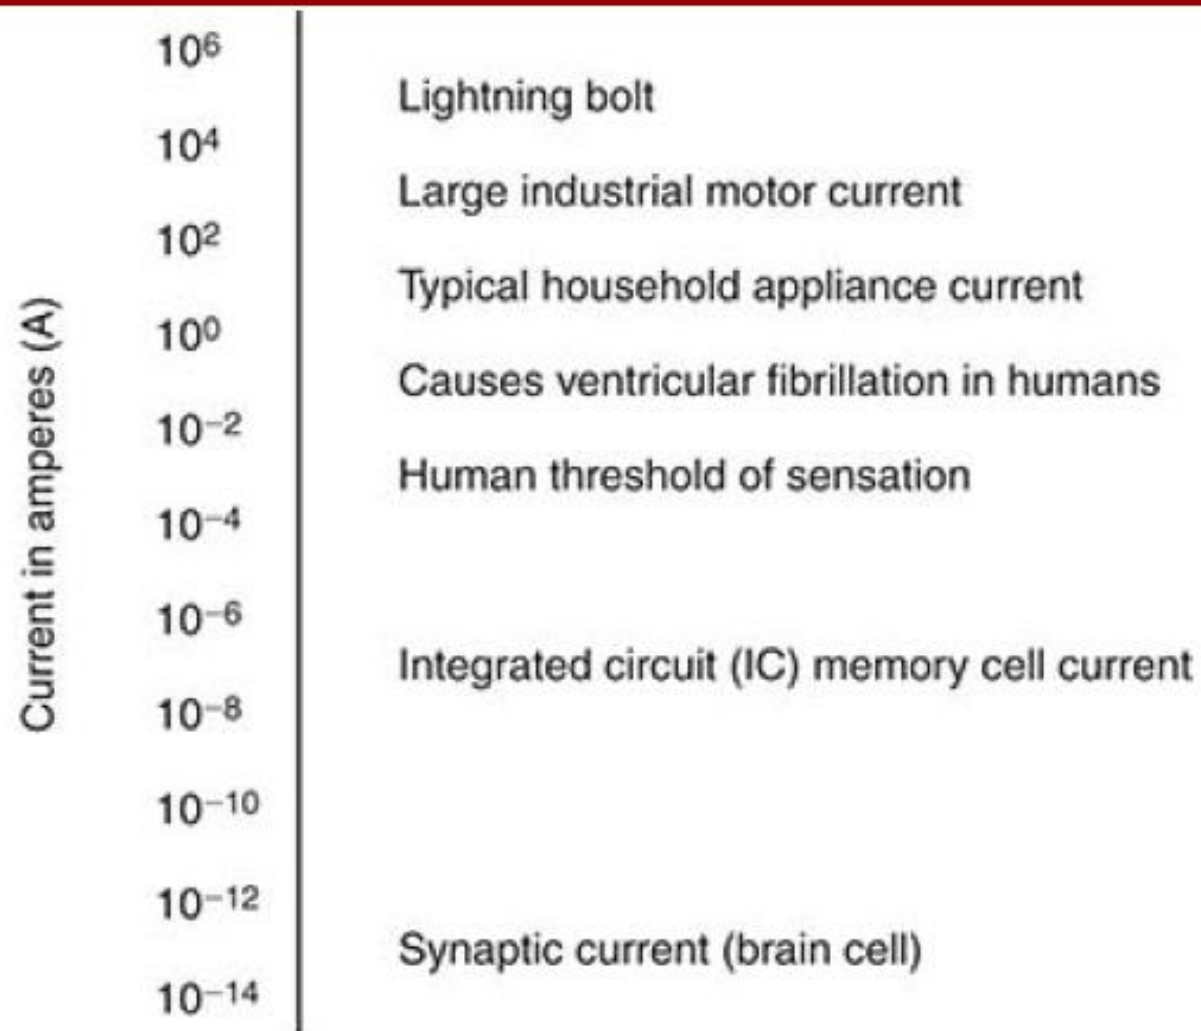 10⁶
Lightning bolt
10⁴
Large industrial motor current
10²
Typical household appliance current
10⁰
Causes ventricular fibrillation in humans
10⁻²
Human threshold of sensation
10⁻⁴
10⁻⁶
Integrated circuit (IC) memory cell current
10⁻⁸
10⁻¹⁰
10⁻¹²
Synaptic current (brain cell)
10⁻¹⁴
Current in amperes (A)